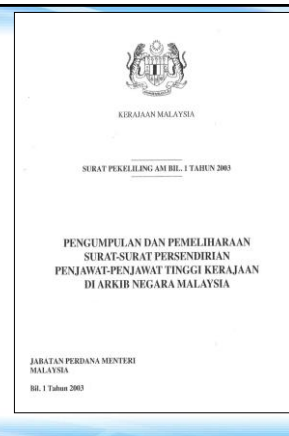 KERAJAAN MALAYSIA
SURAT PEKELILING AM BIL.. 1 TAHUN 2003
PENGUMPULAN DAN PEMELIHARAAN
SURAT-SURAT PERSENDIRIAN
PENJAWAT-PENJAWAT TINGGI KERAJAAN
DI ARKIB NEGARA MALAYSIA
JABATAN PERDANA MENTERI
MALAYSIA
Bil. 1 Tahun 2003